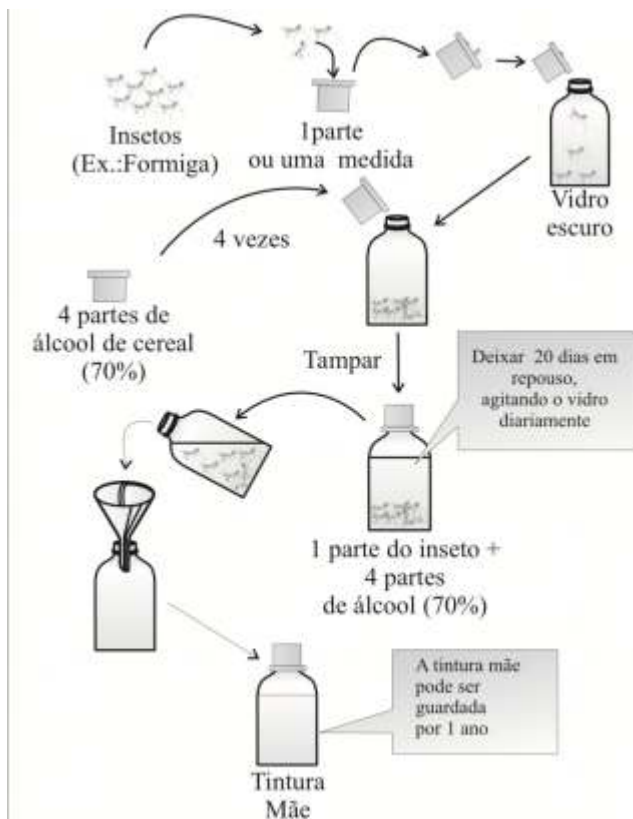 Insetos
(Ex.:Formiga)
1parte
ou uma medida
Vidro
escuro
4 vezes
4 partes de
álcool de cereal
(70%)
Tampar
Deixar 20 dias em
repouso,
agitando o vidro
diariamente
1 parte do inseto +
4 partes
de álcool (70%)
A tintura mãe
pode ser
guardada
por 1 ano
Tintura
Mãe